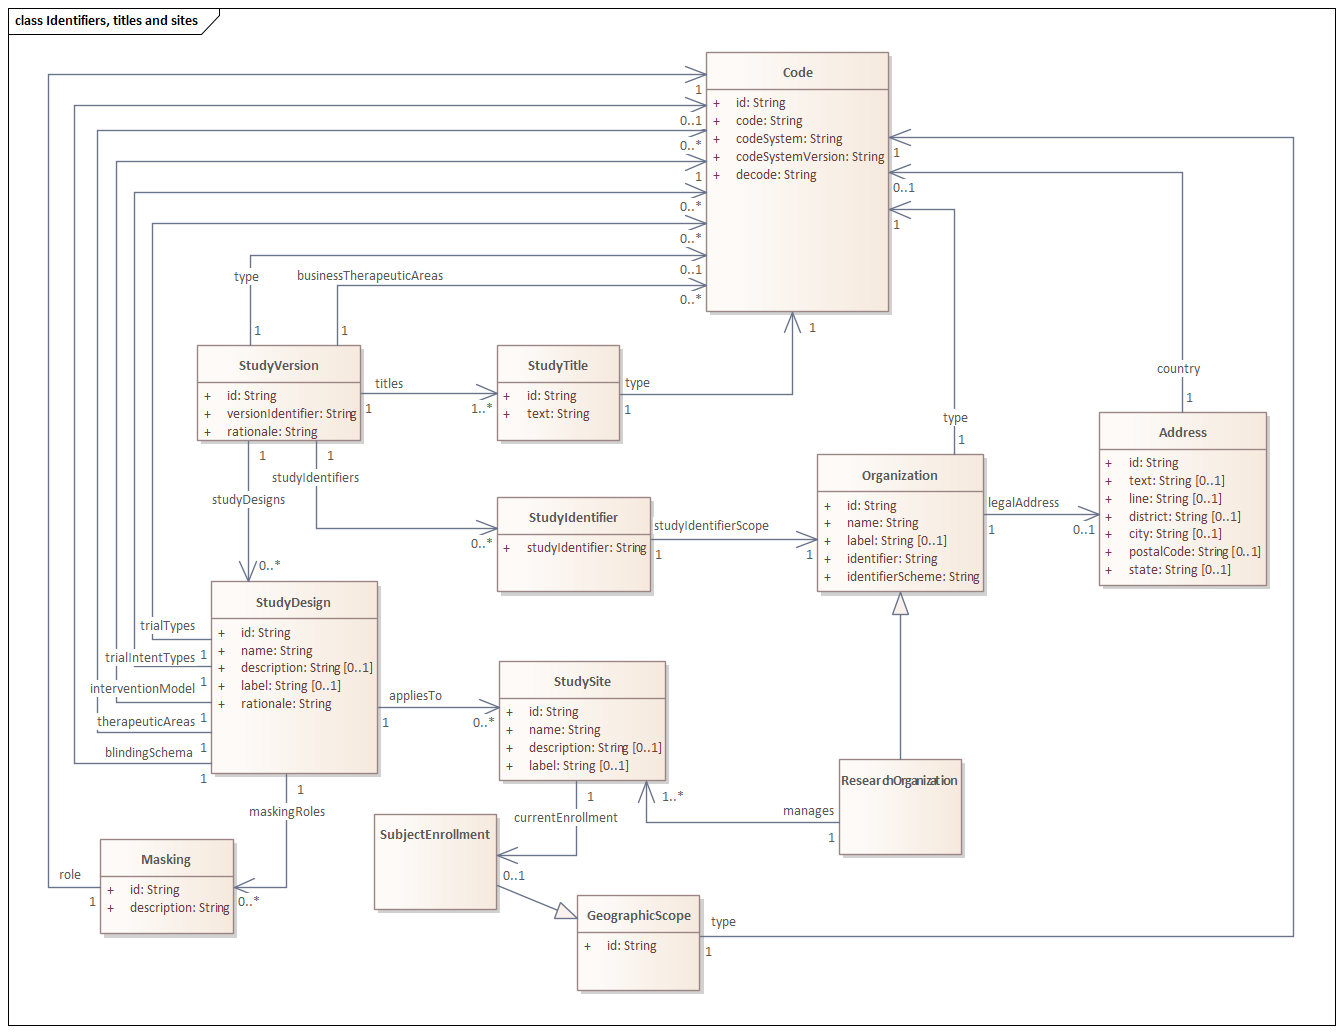 class Identifiers, titles and sites
Code
+ id: String
+ code: String
+ codeSystem: String
+ codeSystemVersion: String
+ decode: String
1
0..1
0..*
1
0..*
0..*
0..1
0..*
1
0..1
1
1
type
businessTherapeuticAreas
1
1
StudyVersion
+ id: String
+ versionIdentifier: String
+ rationale: String
titles
1
1..*
StudyTitle
+ id: String
+ text: String
type
1
country
1
type
1
Address
+ id: String
+ text: String [0..1]
+ line: String [0..1]
+ district: String [0..1]
+ city: String [0..1]
+ postalCode: String [0..1]
+ state: String [0..1]
1
1
studyIdentifiers
studyDesigns
0..*
0..*
StudyIdentifier
+ studyIdentifier: String
studyIdentifierScope
1
1
Organization
+ id: String
+ name: String
+ label: String [0..1]
+ identifier: String
+ identifierScheme: String
legalAddress
1
0..1
StudyDesign
+ id: String
+ name: String
+ description: String [0..1]
+ label: String [0..1]
+ rationale: String
trialTypes
1
trialIntentTypes
1
interventionModel
1
therapeuticAreas
1
blindingSchema
1
appliesTo
1
0..*
StudySite
+ id: String
+ name: String
+ description: String [0..1]
+ label: String [0..1]
1
maskingRoles
0..*
1
currentEnrollment
0..1
1..*
manages
1
ResearchOrganization
SubjectEnrollment
Masking
+ id: String
+ description: String
role
1
GeographicScope
+ id: String
type
1